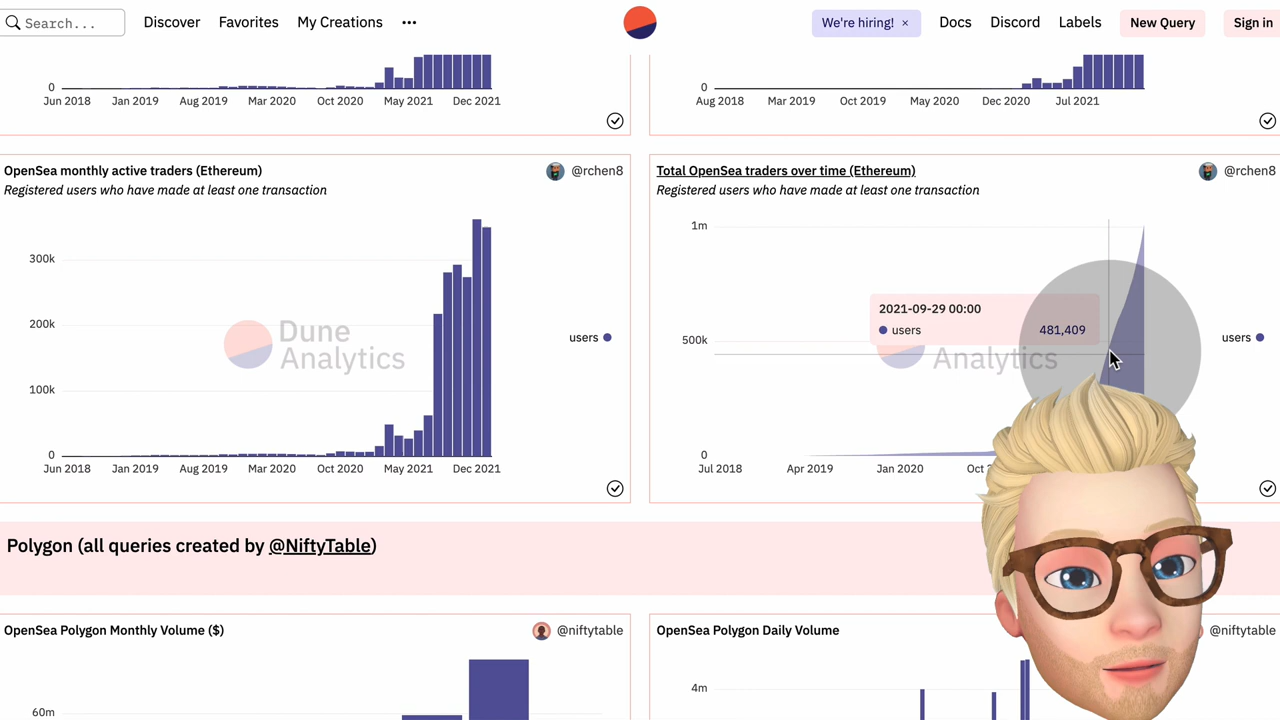 Search...
Discover
Favorites
My Creations
•••
We're hiring! ×
Docs
Discord
Labels
New Query
Sign in
0
Jun 2018 Jan 2019 Aug 2019 Mar 2020 Oct 2020 May 2021 Dec 2021
0
Aug 2018 Mar 2019 Oct 2019 May 2020 Dec 2020 Jul 2021
OpenSea monthly active traders (Ethereum)
@rchen8
Registered users who have made at least one transaction
300k
200k
100k
0
Dune
Analytics
users
Jun 2018 Jan 2019 Aug 2019 Mar 2020 Oct 2020 May 2021 Dec 2021
Total OpenSea traders over time (Ethereum)
@rchen8
Registered users who have made at least one transaction
1m
500k
0
2021-09-29 00:00
users 481,409
Analytics
users
Jul 2018 Apr 2019 Jan 2020
Polygon (all queries created by @NiftyTable)
OpenSea Polygon Monthly Volume ($)
@niftytable
60m
OpenSea Polygon Daily Volume
@niftytable
4m